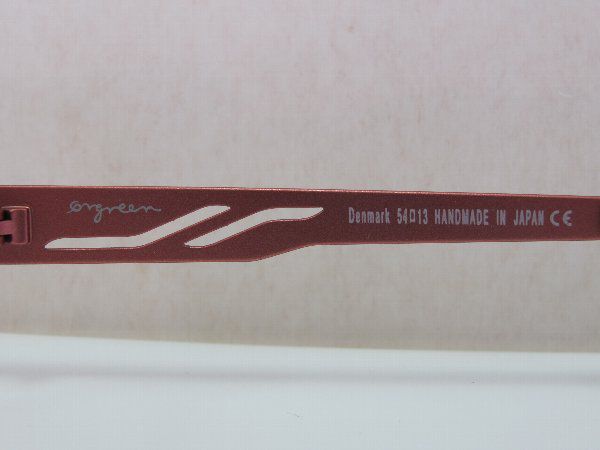 orgreen
Denmark 54□13 HANDMADE IN JAPAN CE